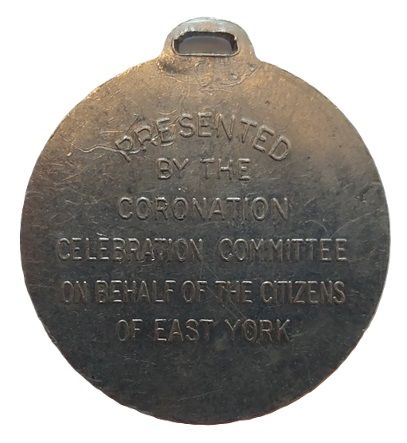 PRESENTED
BY THE
CORONATION
CELEBRATION COMMITTEE
ON BEHALF OF THE CITIZENS
OF EAST YORK